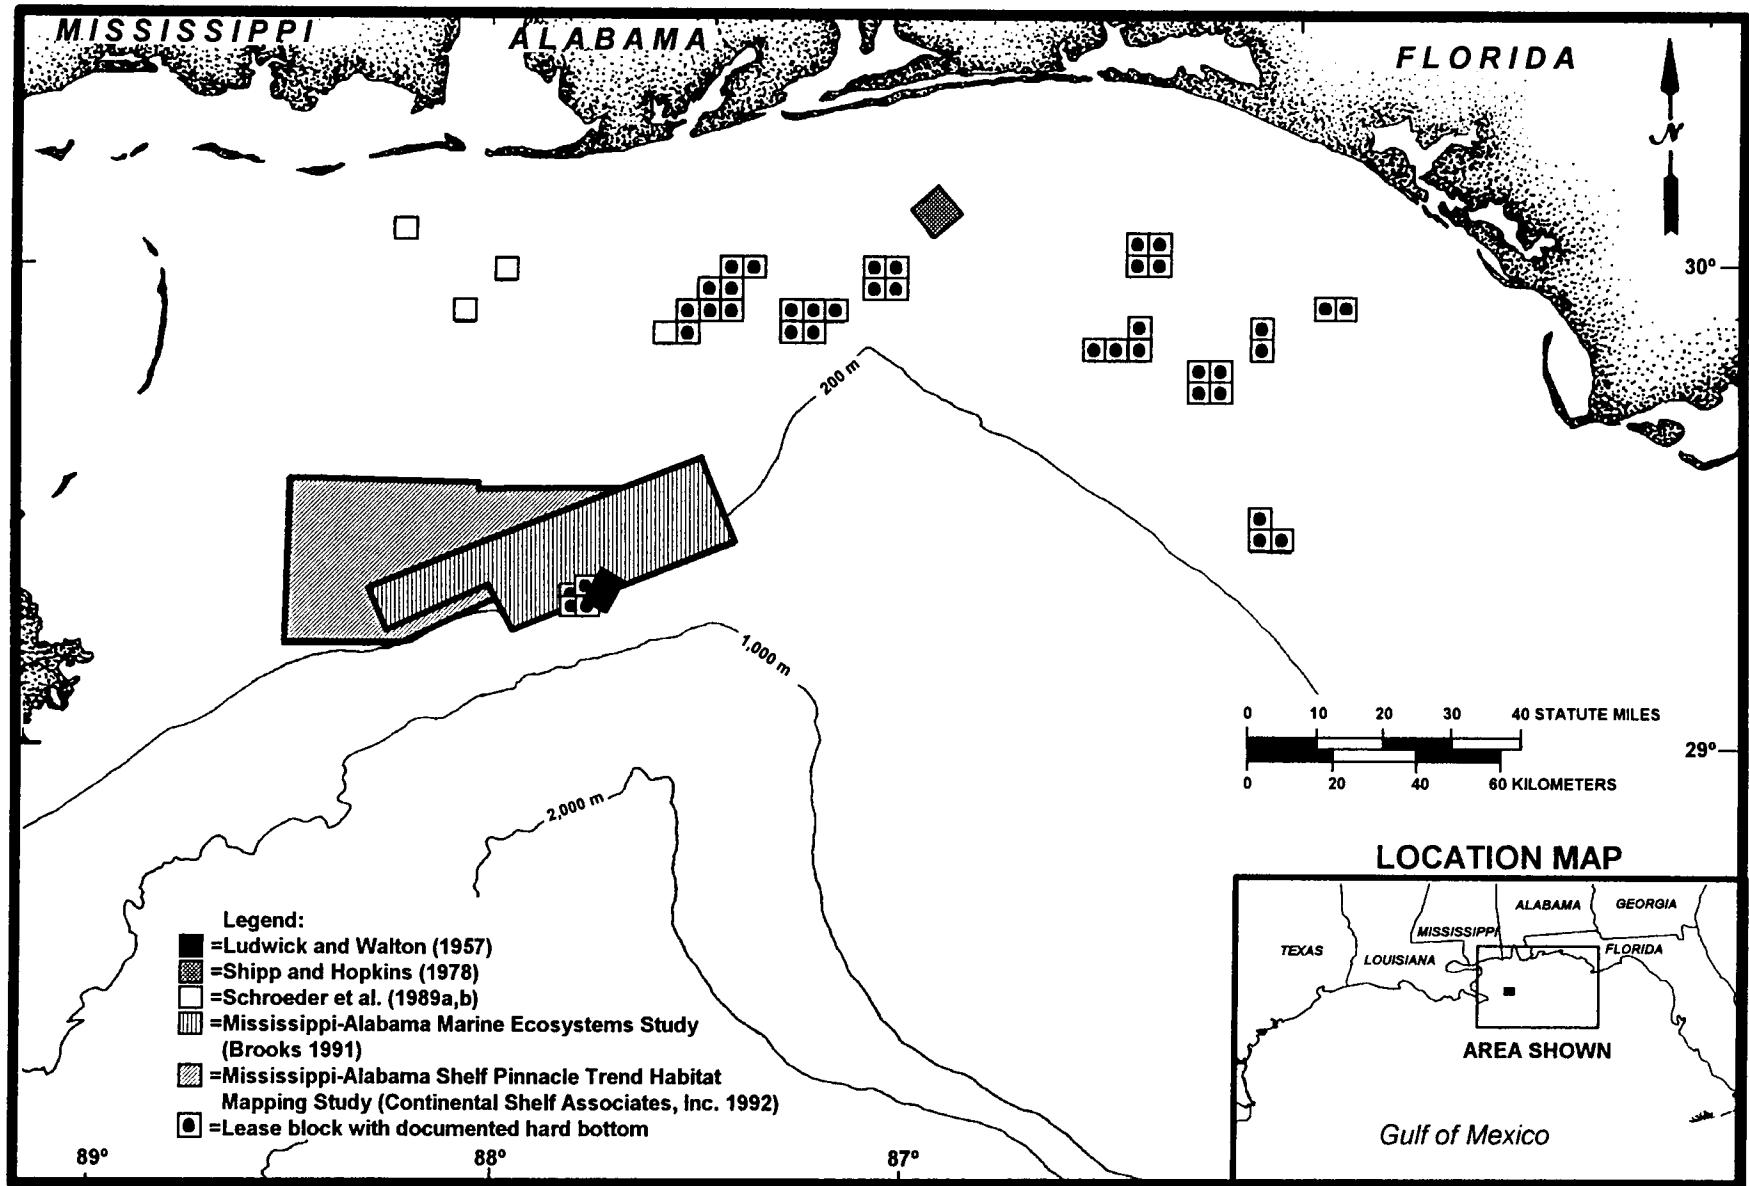 MISSISSIPPI
ALABAMA
FLORIDA
N
30°
200 m
1,000 m
0 10 20 30 40 STATUTE MILES
29°
0 20 40 60 KILOMETERS
2,000 m
LOCATION MAP
ALABAMA
GEORGIA
MISSISSIPPI
TEXAS
LOUISIANA
FLORIDA
AREA SHOWN
Gulf of Mexico
Legend:
=Ludwick and Walton (1957)
=Shipp and Hopkins (1978)
=Schroeder et al. (1989a,b)
=Mississippi-Alabama Marine Ecosystems Study
(Brooks 1991)
=Mississippi-Alabama Shelf Pinnacle Trend Habitat
Mapping Study (Continental Shelf Associates, Inc. 1992)
=Lease block with documented hard bottom
89° 88° 87°